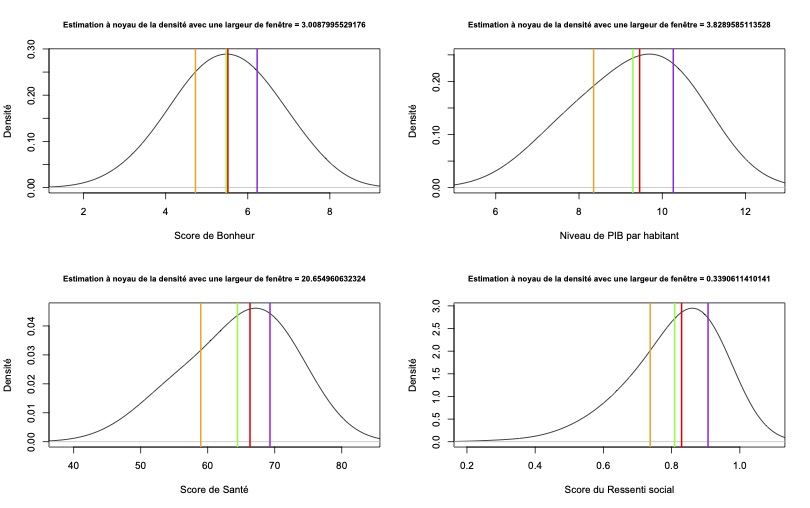 Estimation à noyau de la densité avec une largeur de fenêtre = 3.0087995529176
Densité
0.00
0.10
0.20
0.30
2 4 6 8
Score de Bonheur
Estimation à noyau de la densité avec une largeur de fenêtre = 3.8289585113528
Densité
0.00
0.10
0.20
6 8 10 12
Niveau de PIB par habitant
Estimation à noyau de la densité avec une largeur de fenêtre = 20.654960632324
Densité
0.00
0.01
0.02
0.03
0.04
40 50 60 70 80
Score de Santé
Estimation à noyau de la densité avec une largeur de fenêtre = 0.3390611410141
Densité
0.0
0.5
1.0
1.5
2.0
2.5
3.0
0.2 0.4 0.6 0.8 1.0
Score du Ressenti social